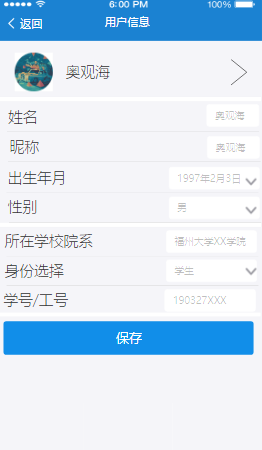 6:00 PM 100%
返回 用户信息
奥观海
姓名 奥观海
昵称 奥观海
出生年月 1997年2月3日
性别 男
所在学校院系 福州大学XX学院
身份选择 学生
学号/工号 190327XXX
保存